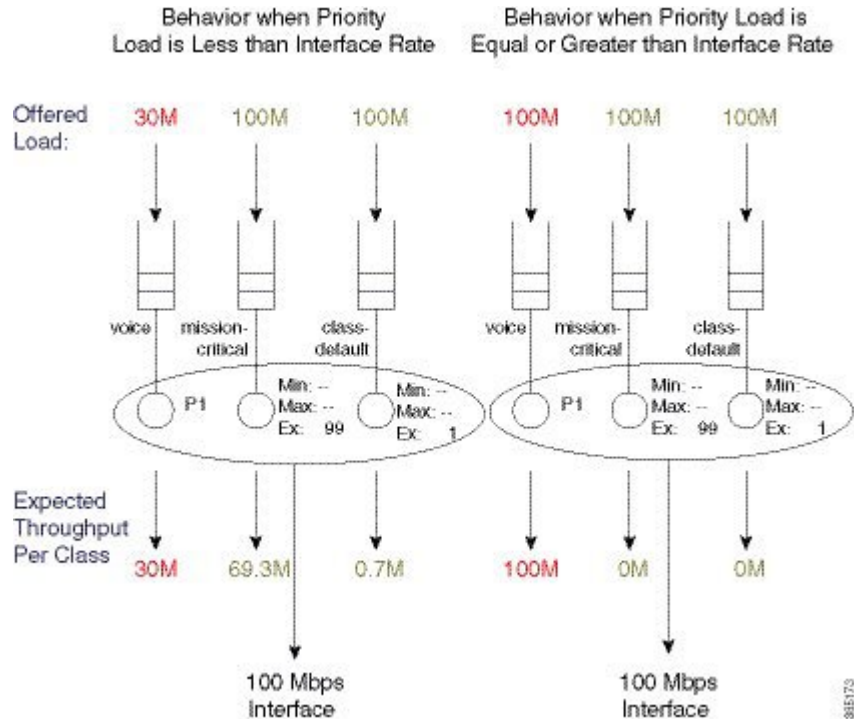 Behavior when Priority
Load is Less than Interface Rate
Behavior when Priority Load is
Equal or Greater than Interface Rate
Offered
Load:
30M 100M 100M 100M 100M 100M
voice mission-
critical class-
default voice mission-
critical class-
default
P1 Min: --
Max: --
Ex: 99
Min: --
Max: --
Ex: 1
P1 Min: --
Max: --
Ex: 99
Min: --
Max: --
Ex: 1
Expected
Throughput
Per Class
30M 69.3M 0.7M 100M 0M 0M
100 Mbps
Interface
100 Mbps
Interface